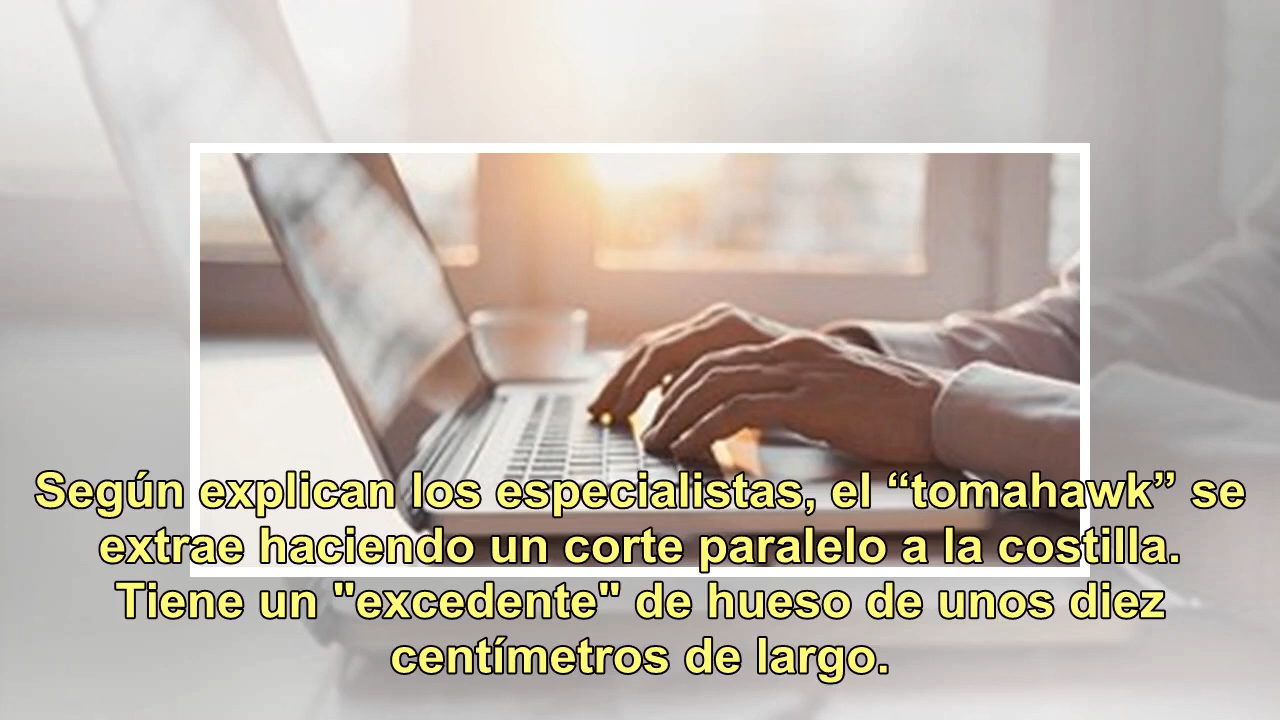 Según explican los especialistas, el “tomahawk” se
extrae haciendo un corte paralelo a la costilla.
Tiene un "excedente" de hueso de unos diez
centímetros de largo.